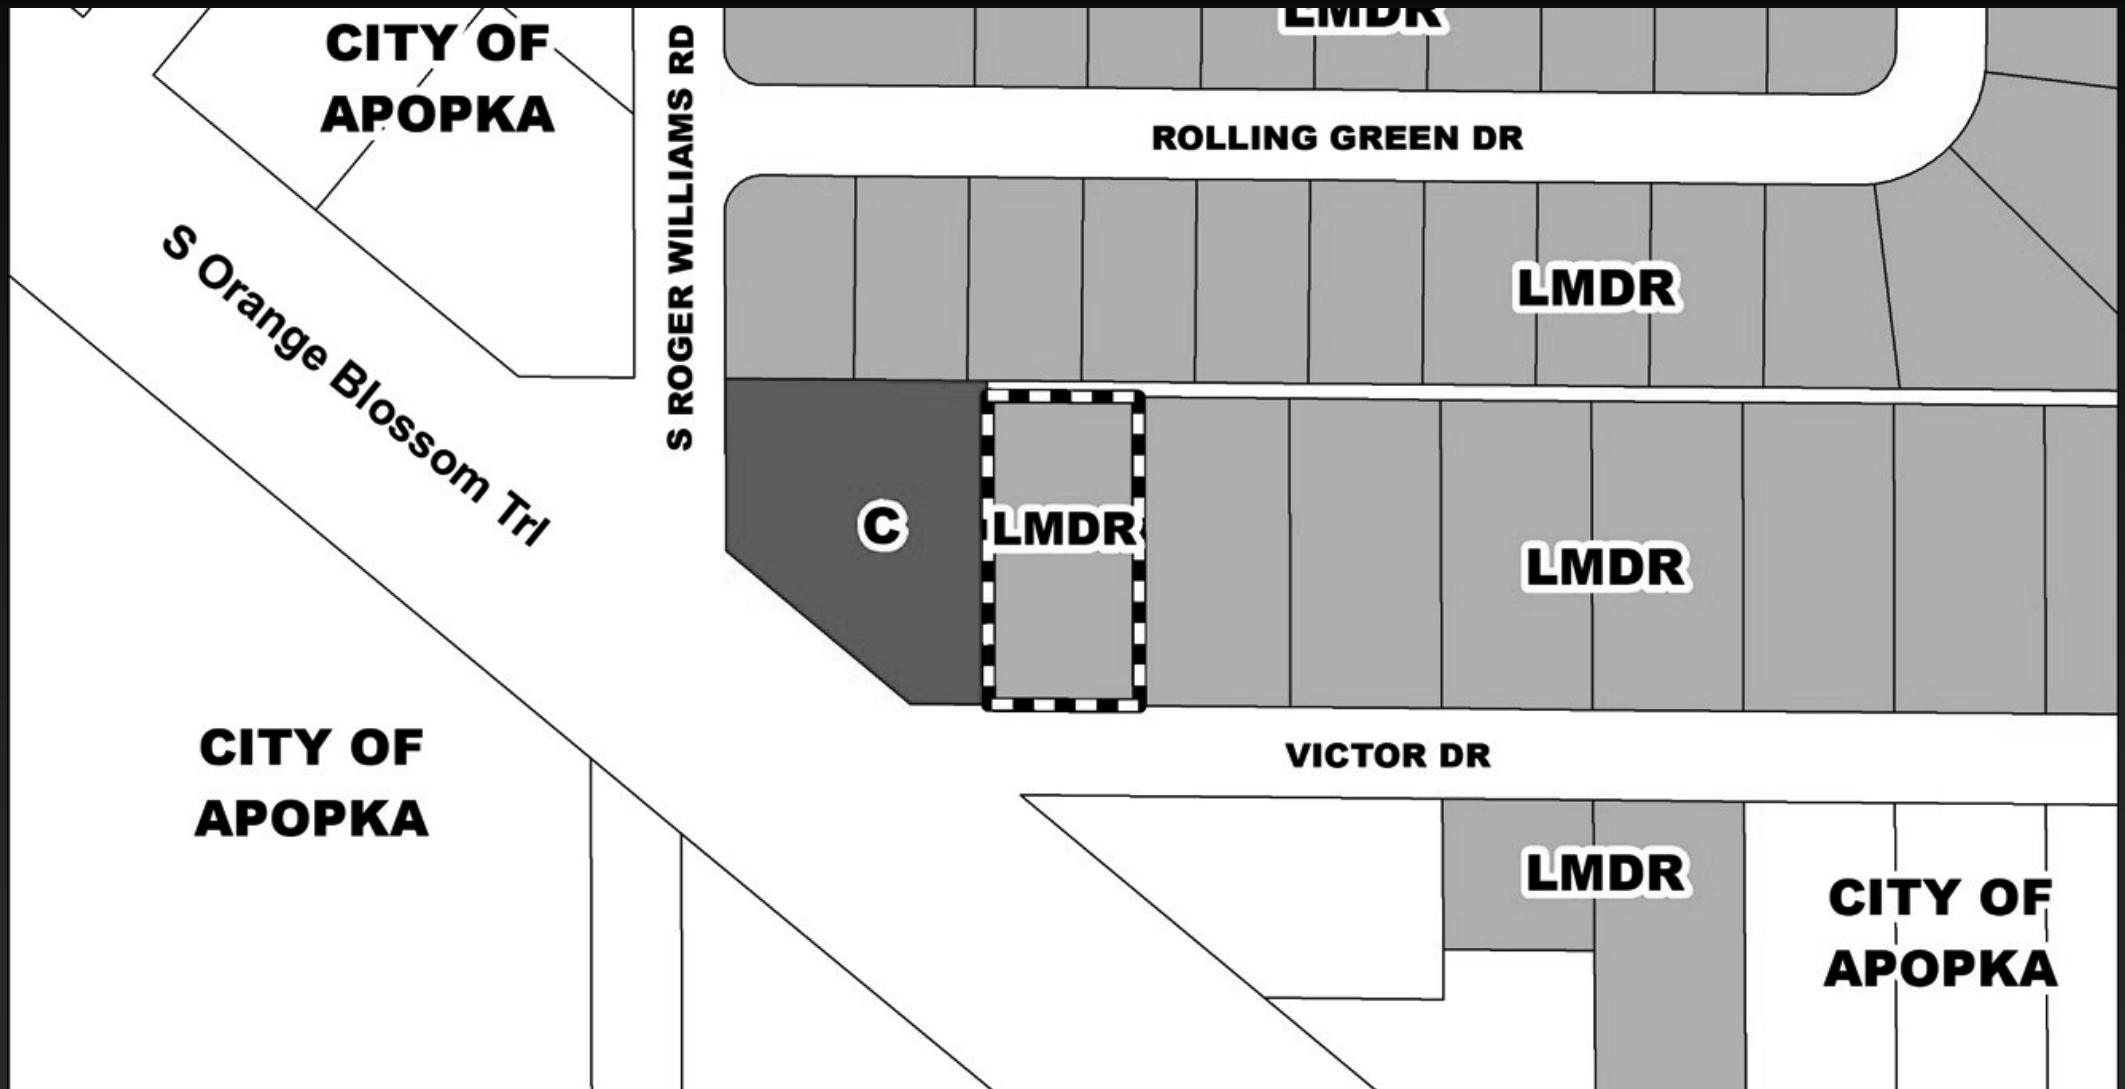 LMDR
CITY OF
APOPKA
S ROGER WILLIAMS RD
ROLLING GREEN DR
S Orange Blossom Trl
LMDR
C
LMDR
LMDR
CITY OF
APOPKA
VICTOR DR
LMDR
CITY OF
APOPKA